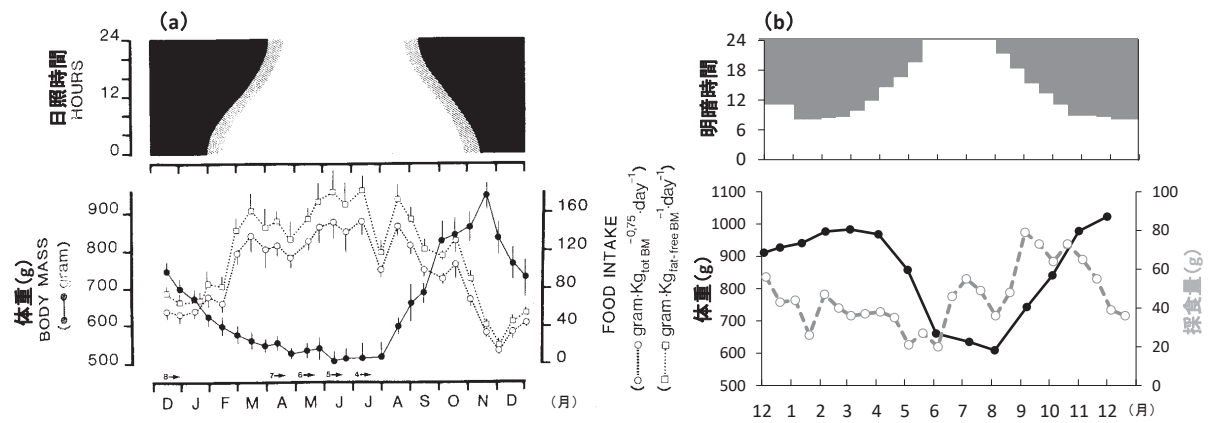 (a)
日照時間
HOURS
24
12
0
体重(g)
BODY MASS
( gram)
900
800
700
600
500
160
120
80
40
0
8→ 7→ 6→ 5→ 4→
D J F M A M J J A S O N D (月)
FOOD INTAKE
( gram·Kg tot BM -0,75 ·day-1)
( gram·Kg fat-free BM -1 ·day-1)
(b)
明暗時間
24
18
12
6
0
体重(g)
1100
1000
900
800
700
600
500
100
80
60
40
20
0
採食量(g)
12 1 2 3 4 5 6 7 8 9 10 11 12 (月)